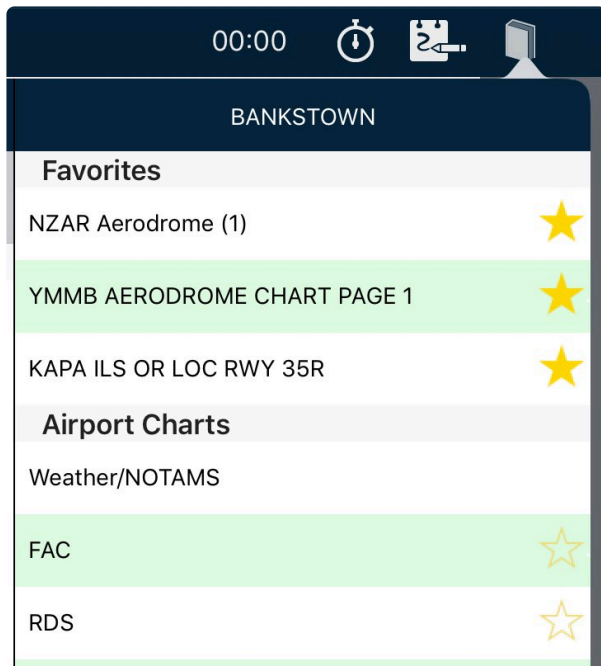 00:00
BANKSTOWN
Favorites
NZAR Aerodrome (1)
YMMB AERODROME CHART PAGE 1
KAPA ILS OR LOC RWY 35R
Airport Charts
Weather/NOTAMS
FAC
RDS